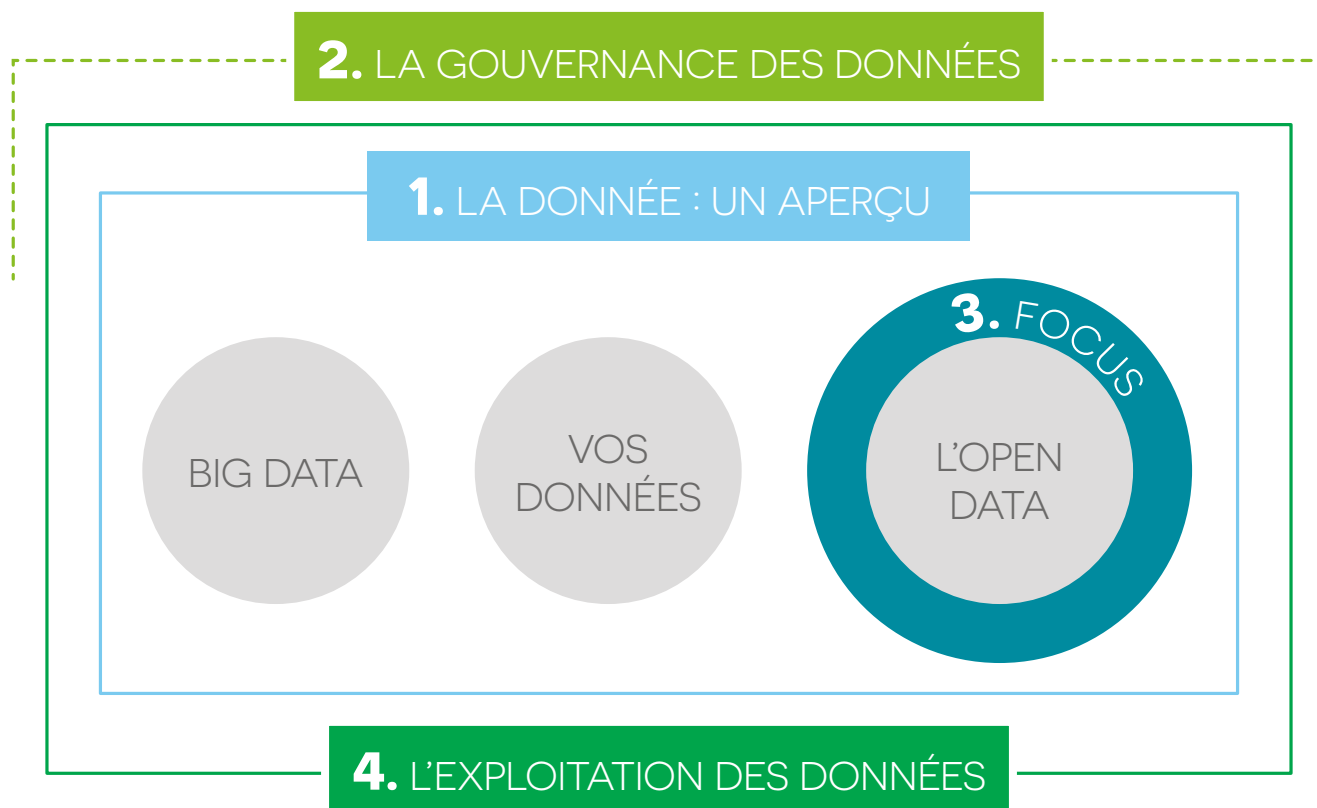 2. LA GOUVERNANCE DES DONNÉES
1. LA DONNÉE : UN APERÇU
3. FOCUS
BIG DATA
VOS
DONNÉES
L'OPEN
DATA
4. L'EXPLOITATION DES DONNÉES